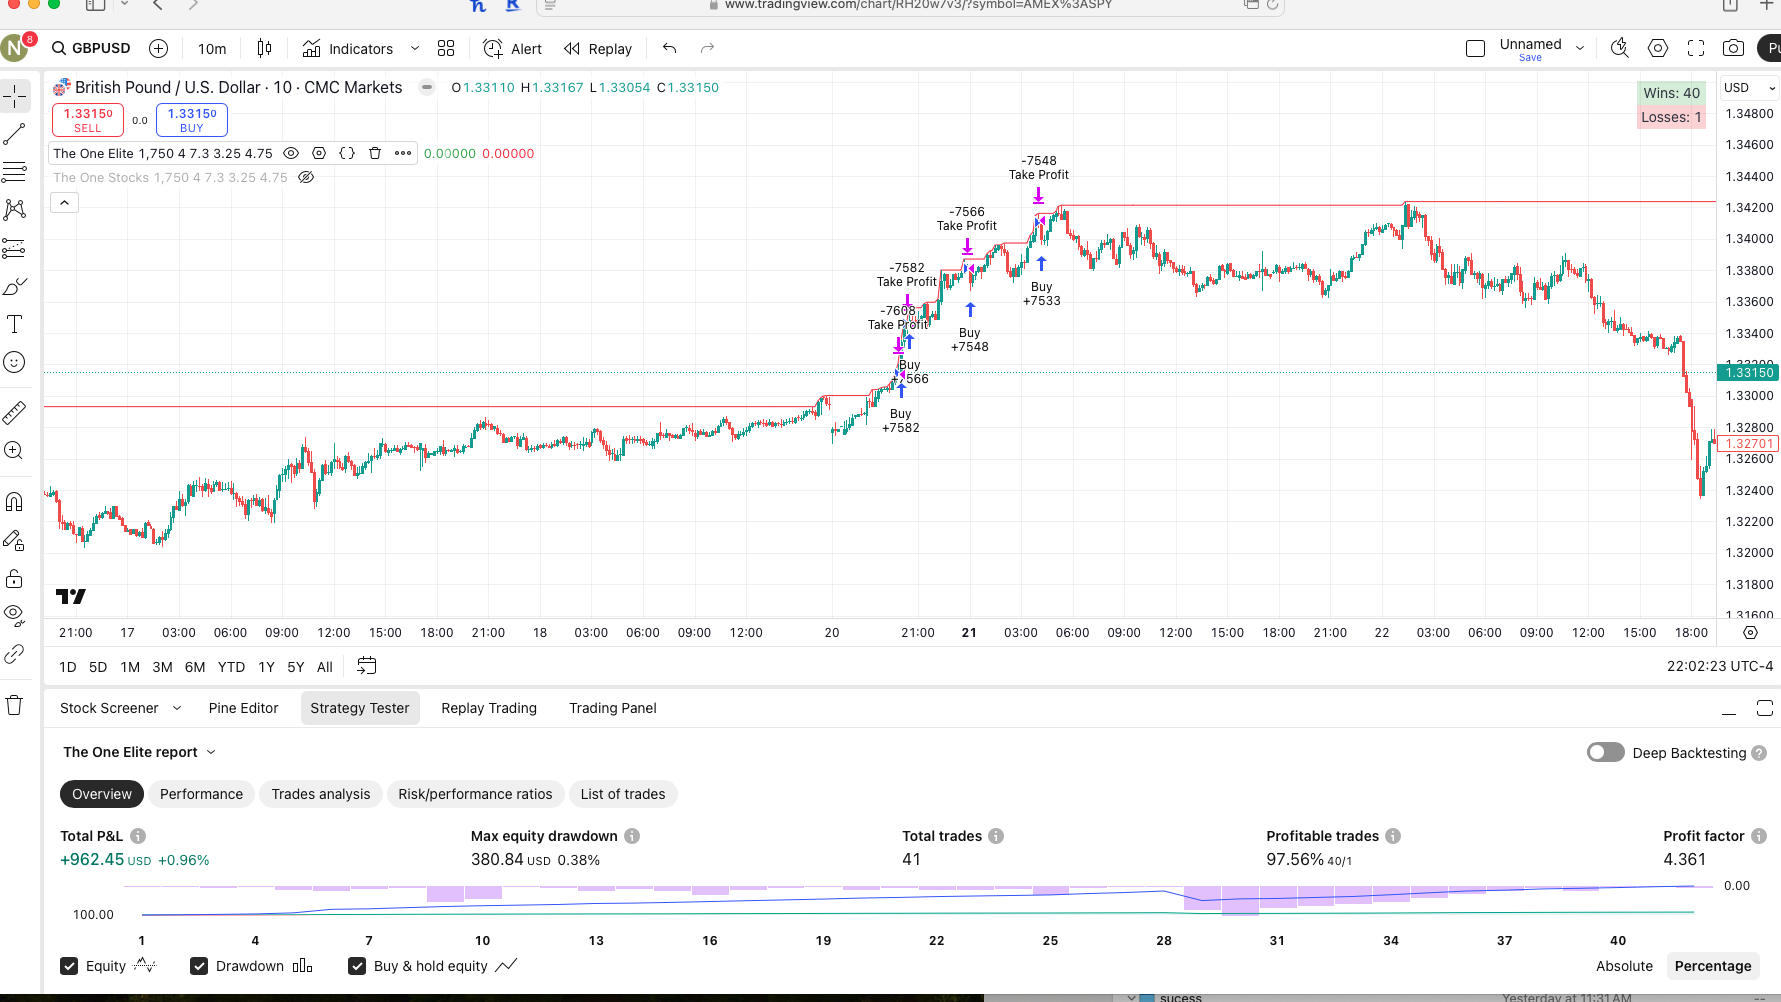 www.tradingview.com/chart/RH20w7v3/?symbol=AMEX%3ASPY
N 8 GBPUSD 10m Indicators Alert Replay Unnamed Save
British Pound / U.S. Dollar · 10 · CMC Markets O1.33110 H1.33167 L1.33054 C1.33150
1.33150 SELL 0.0 1.33150 BUY
The One Elite 1,750 4 7.3 3.25 4.75 0.00000 0.00000
The One Stocks 1,750 4 7.3 3.25 4.75
Wins: 40
Losses: 1
USD
1.34800
1.34600
1.34400
1.34200
1.34000
1.33800
1.33600
1.33400
1.33150
1.33000
1.32800
1.32701
1.32600
1.32400
1.32200
1.32000
1.31800
1.31600
-7548
Take Profit
-7566
Take Profit
-7582
Take Profit
-7608
Take Profit
Buy
+7533
Buy
+7548
Buy
+7566
Buy
+7582
21:00 17 03:00 06:00 09:00 12:00 15:00 18:00 21:00 18 03:00 06:00 09:00 12:00 20 21:00 21 03:00 06:00 09:00 12:00 15:00 18:00 21:00 22 03:00 06:00 09:00 12:00 15:00 18:00
1D 5D 1M 3M 6M YTD 1Y 5Y All 22:02:23 UTC-4
Stock Screener Pine Editor Strategy Tester Replay Trading Trading Panel
The One Elite report Deep Backtesting
Overview Performance Trades analysis Risk/performance ratios List of trades
Total P&L Max equity drawdown Total trades Profitable trades Profit factor
+962.45 USD +0.96% 380.84 USD 0.38% 41 97.56% 40/1 4.361
0.00
100.00
1 4 7 10 13 16 19 22 25 28 31 34 37 40
Equity Drawdown Buy & hold equity Absolute Percentage
sucess Yesterday at 11:31 AM